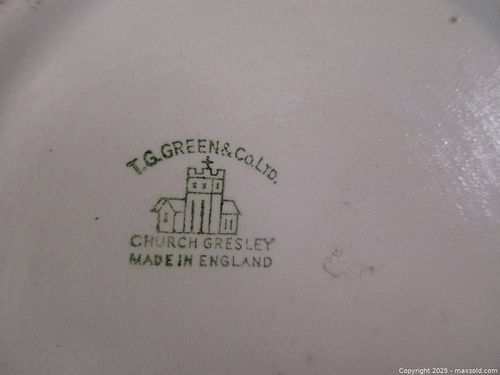 T.G.GREEN & Co.LTD.
CHURCH GRESLEY
MADE IN ENGLAND
Copyright 2025 - maxsold.com